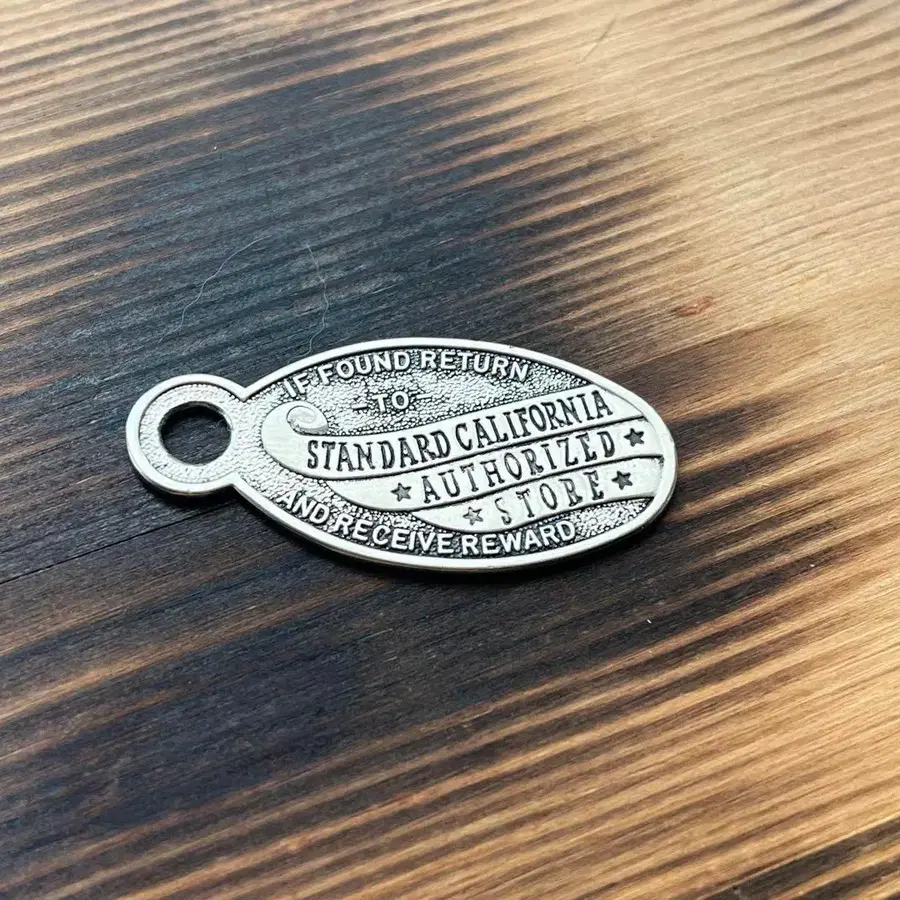 IF FOUND RETURN
-TO-
STANDARD CALIFORNIA
AUTHORIZED
STORE
AND RECEIVE REWARD